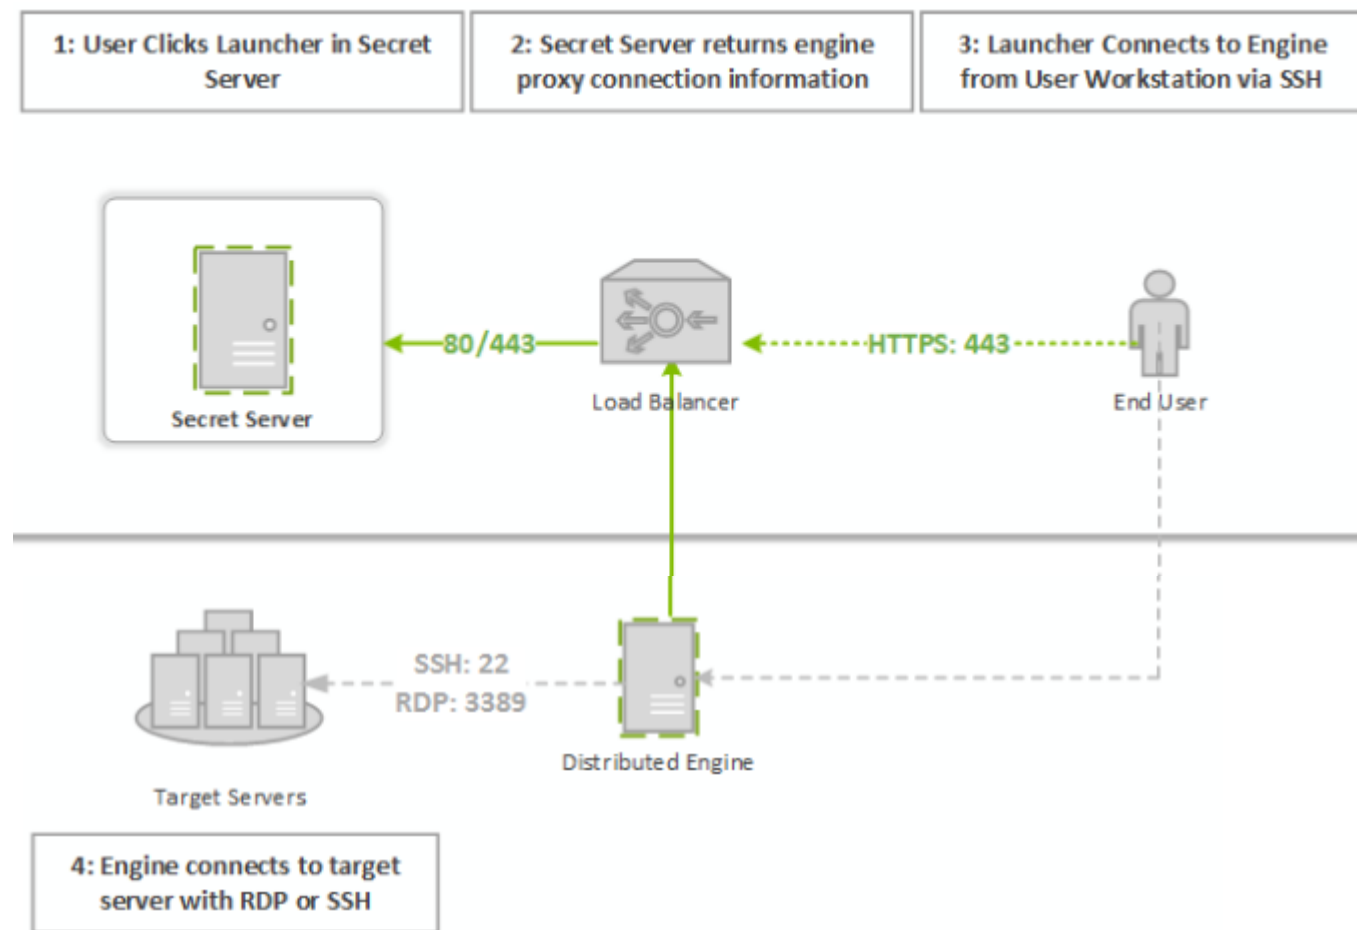 1: User Clicks Launcher in Secret
Server
2: Secret Server returns engine
proxy connection information
3: Launcher Connects to Engine
from User Workstation via SSH
80/443
HTTPS: 443
Secret Server
Load Balancer
End User
SSH: 22
RDP: 3389
Distributed Engine
Target Servers
4: Engine connects to target
server with RDP or SSH